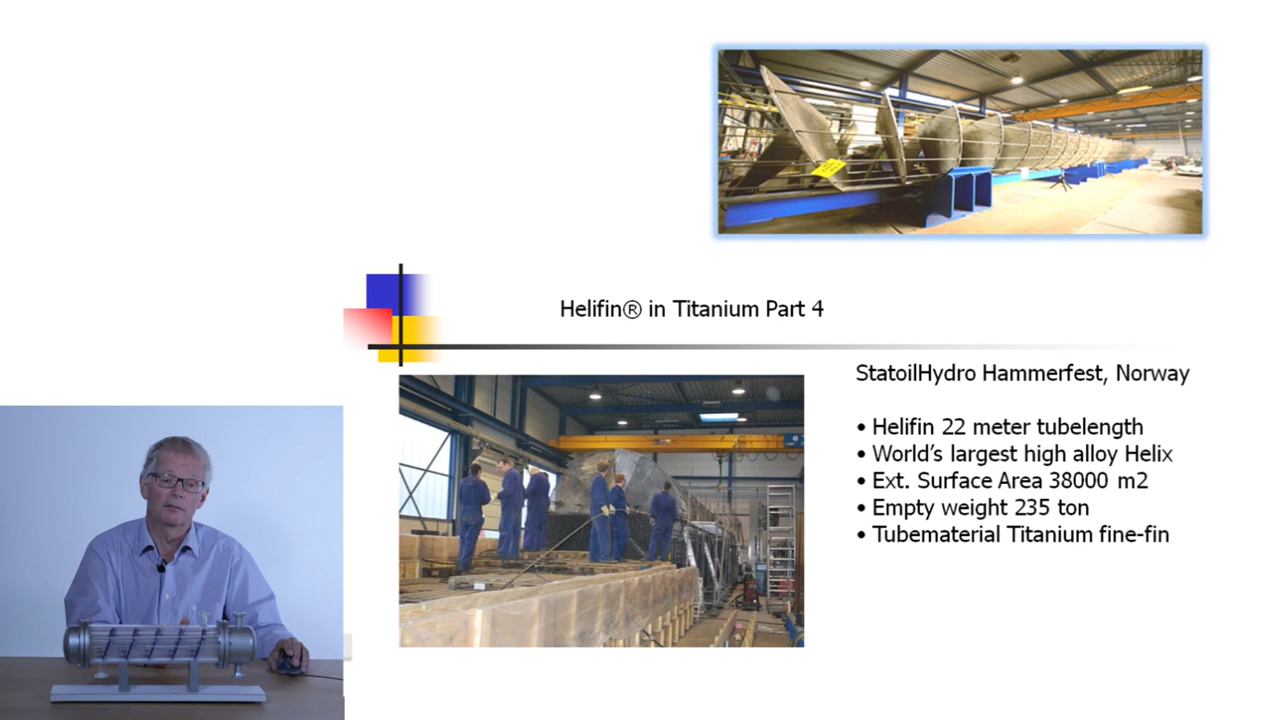 Helifin® in Titanium Part 4
StatoilHydro Hammerfest, Norway
• Helifin 22 meter tubelength
• World's largest high alloy Helix
• Ext. Surface Area 38000 m2
• Empty weight 235 ton
• Tubematerial Titanium fine-fin